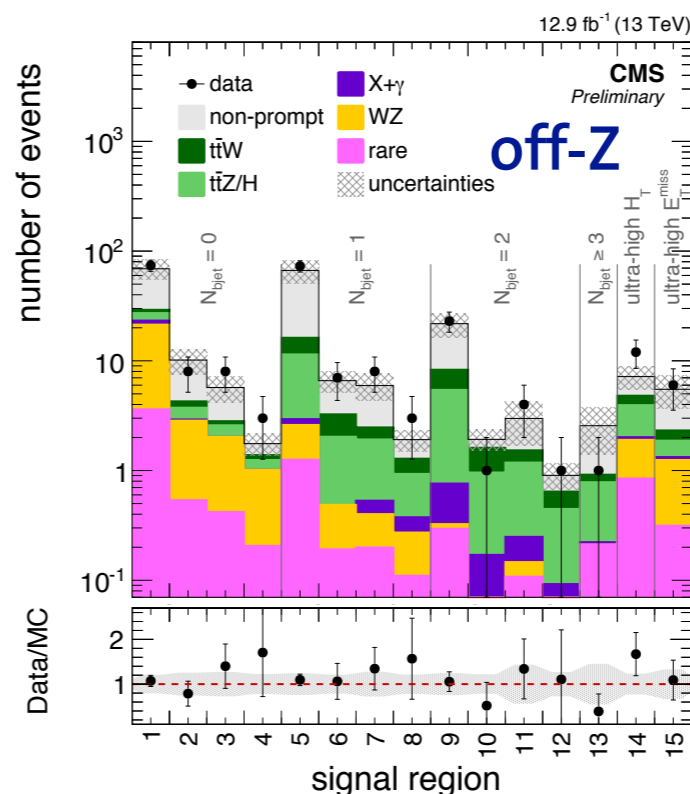 12.9 fb⁻¹ (13 TeV)
CMS
Preliminary
off-Z
data
non-prompt
tt̄W
tt̄Z/H
X+γ
WZ
rare
uncertainties
number of events
10³
10²
10
1
10⁻¹
N_bjet = 0
N_bjet = 1
N_bjet = 2
N_bjet ≥ 3
ultra-high H_T
ultra-high E_T^miss
Data/MC
2
1
1 2 3 4 5 6 7 8 9 10 11 12 13 14 15
signal region